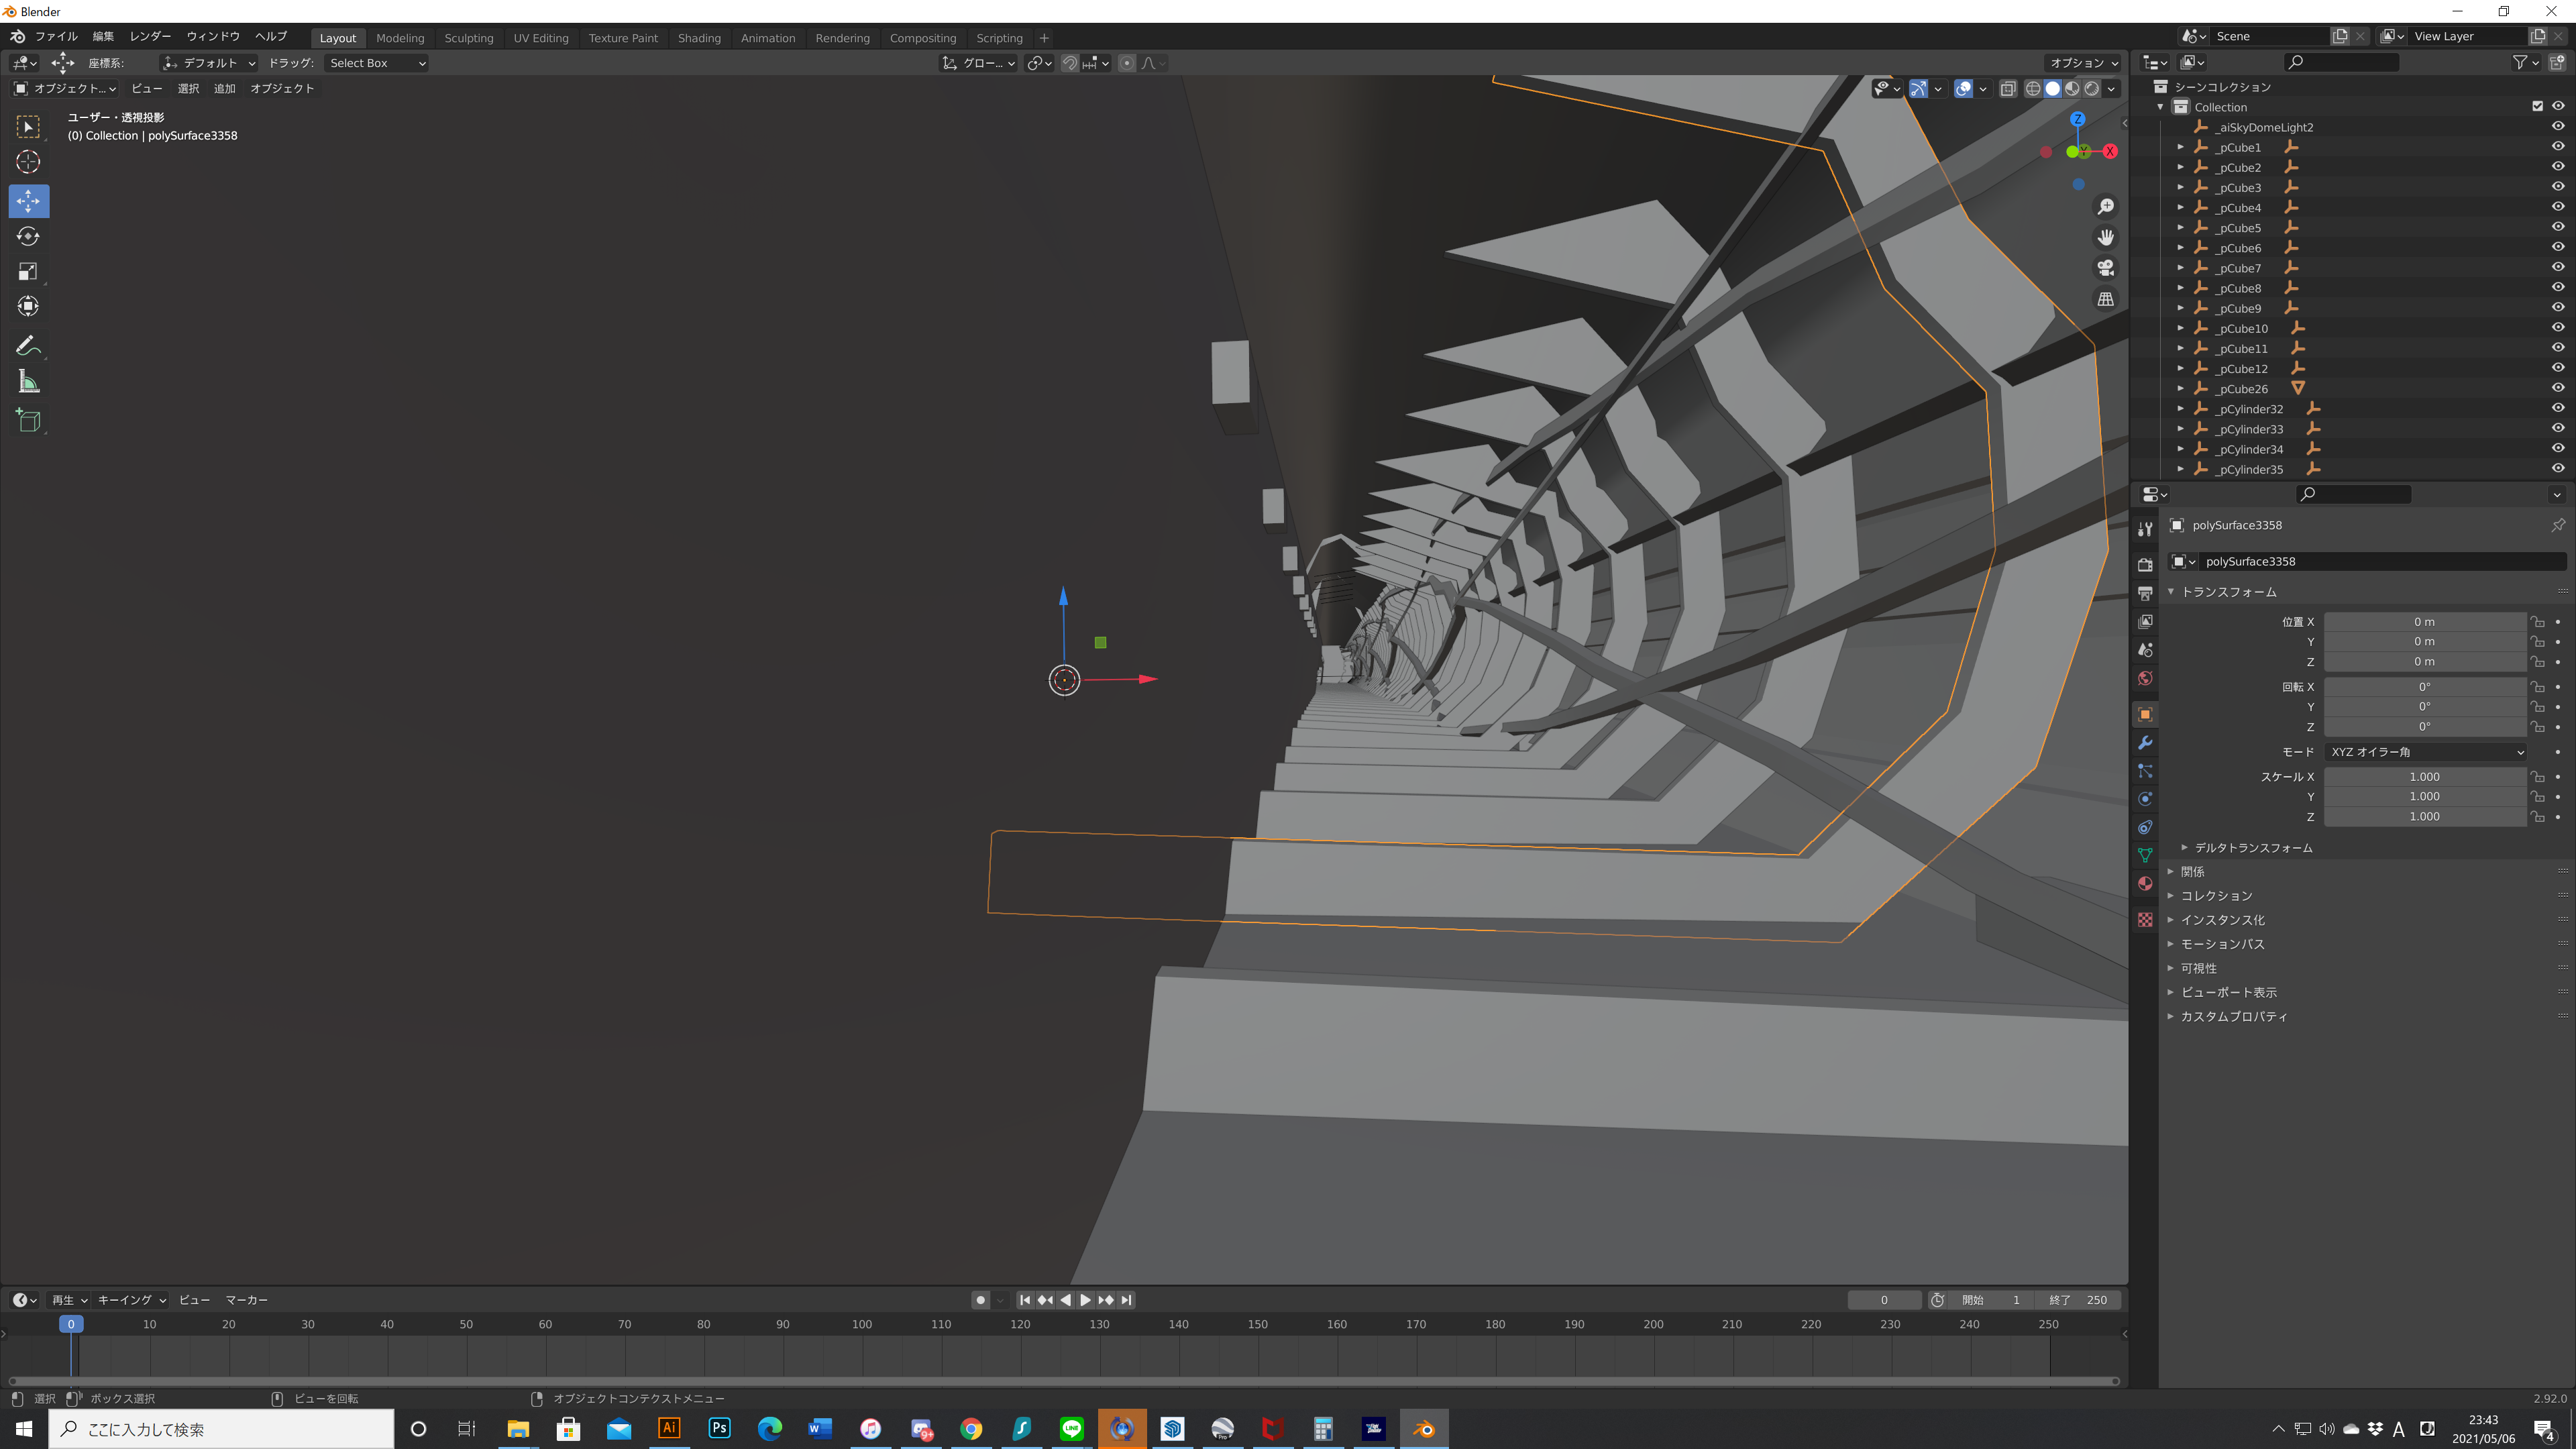 Blender
ファイル 編集 レンダー ウィンドウ ヘルプ Layout Modeling Sculpting UV Editing Texture Paint Shading Animation Rendering Compositing Scripting + Scene View Layer
座標系: デフォルト ドラッグ: Select Box グロー... オプション
オブジェクト... ビュー 選択 追加 オブジェクト
ユーザー・透視投影
(0) Collection | polySurface3358
Z
Y
X
シーンコレクション
Collection
_aiSkyDomeLight2
_pCube1
_pCube2
_pCube3
_pCube4
_pCube5
_pCube6
_pCube7
_pCube8
_pCube9
_pCube10
_pCube11
_pCube12
_pCube26
_pCylinder32
_pCylinder33
_pCylinder34
_pCylinder35
polySurface3358
polySurface3358
トランスフォーム
位置 X 0 m
Y 0 m
Z 0 m
回転 X 0°
Y 0°
Z 0°
モード XYZ オイラー角
スケール X 1.000
Y 1.000
Z 1.000
デルタトランスフォーム
関係
コレクション
インスタンス化
モーションパス
可視性
ビューポート表示
カスタムプロパティ
再生 キーイング ビュー マーカー 0 開始 1 終了 250
0 10 20 30 40 50 60 70 80 90 100 110 120 130 140 150 160 170 180 190 200 210 220 230 240 250
選択 ボックス選択 ビューを回転 オブジェクトコンテクストメニュー 2.92.0
ここに入力して検索 Ai Ps W 9+ LINE Pro A 23:43
2021/05/06 4